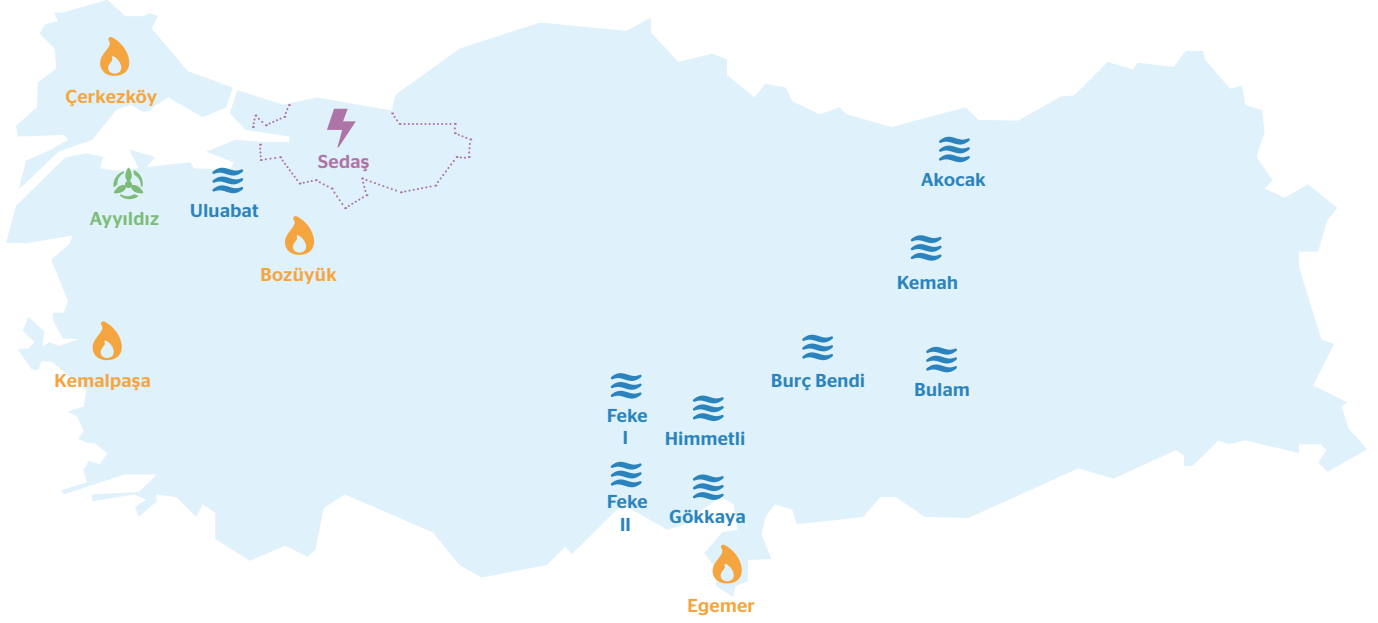 Çerkezköy
Sedaş
Akocak
Ayyıldız
Uluabat
Bozüyük
Kemah
Kemalpaşa
Burç Bendi
Bulam
Feke
I
Himmetli
Feke
II
Gökkaya
Egemer